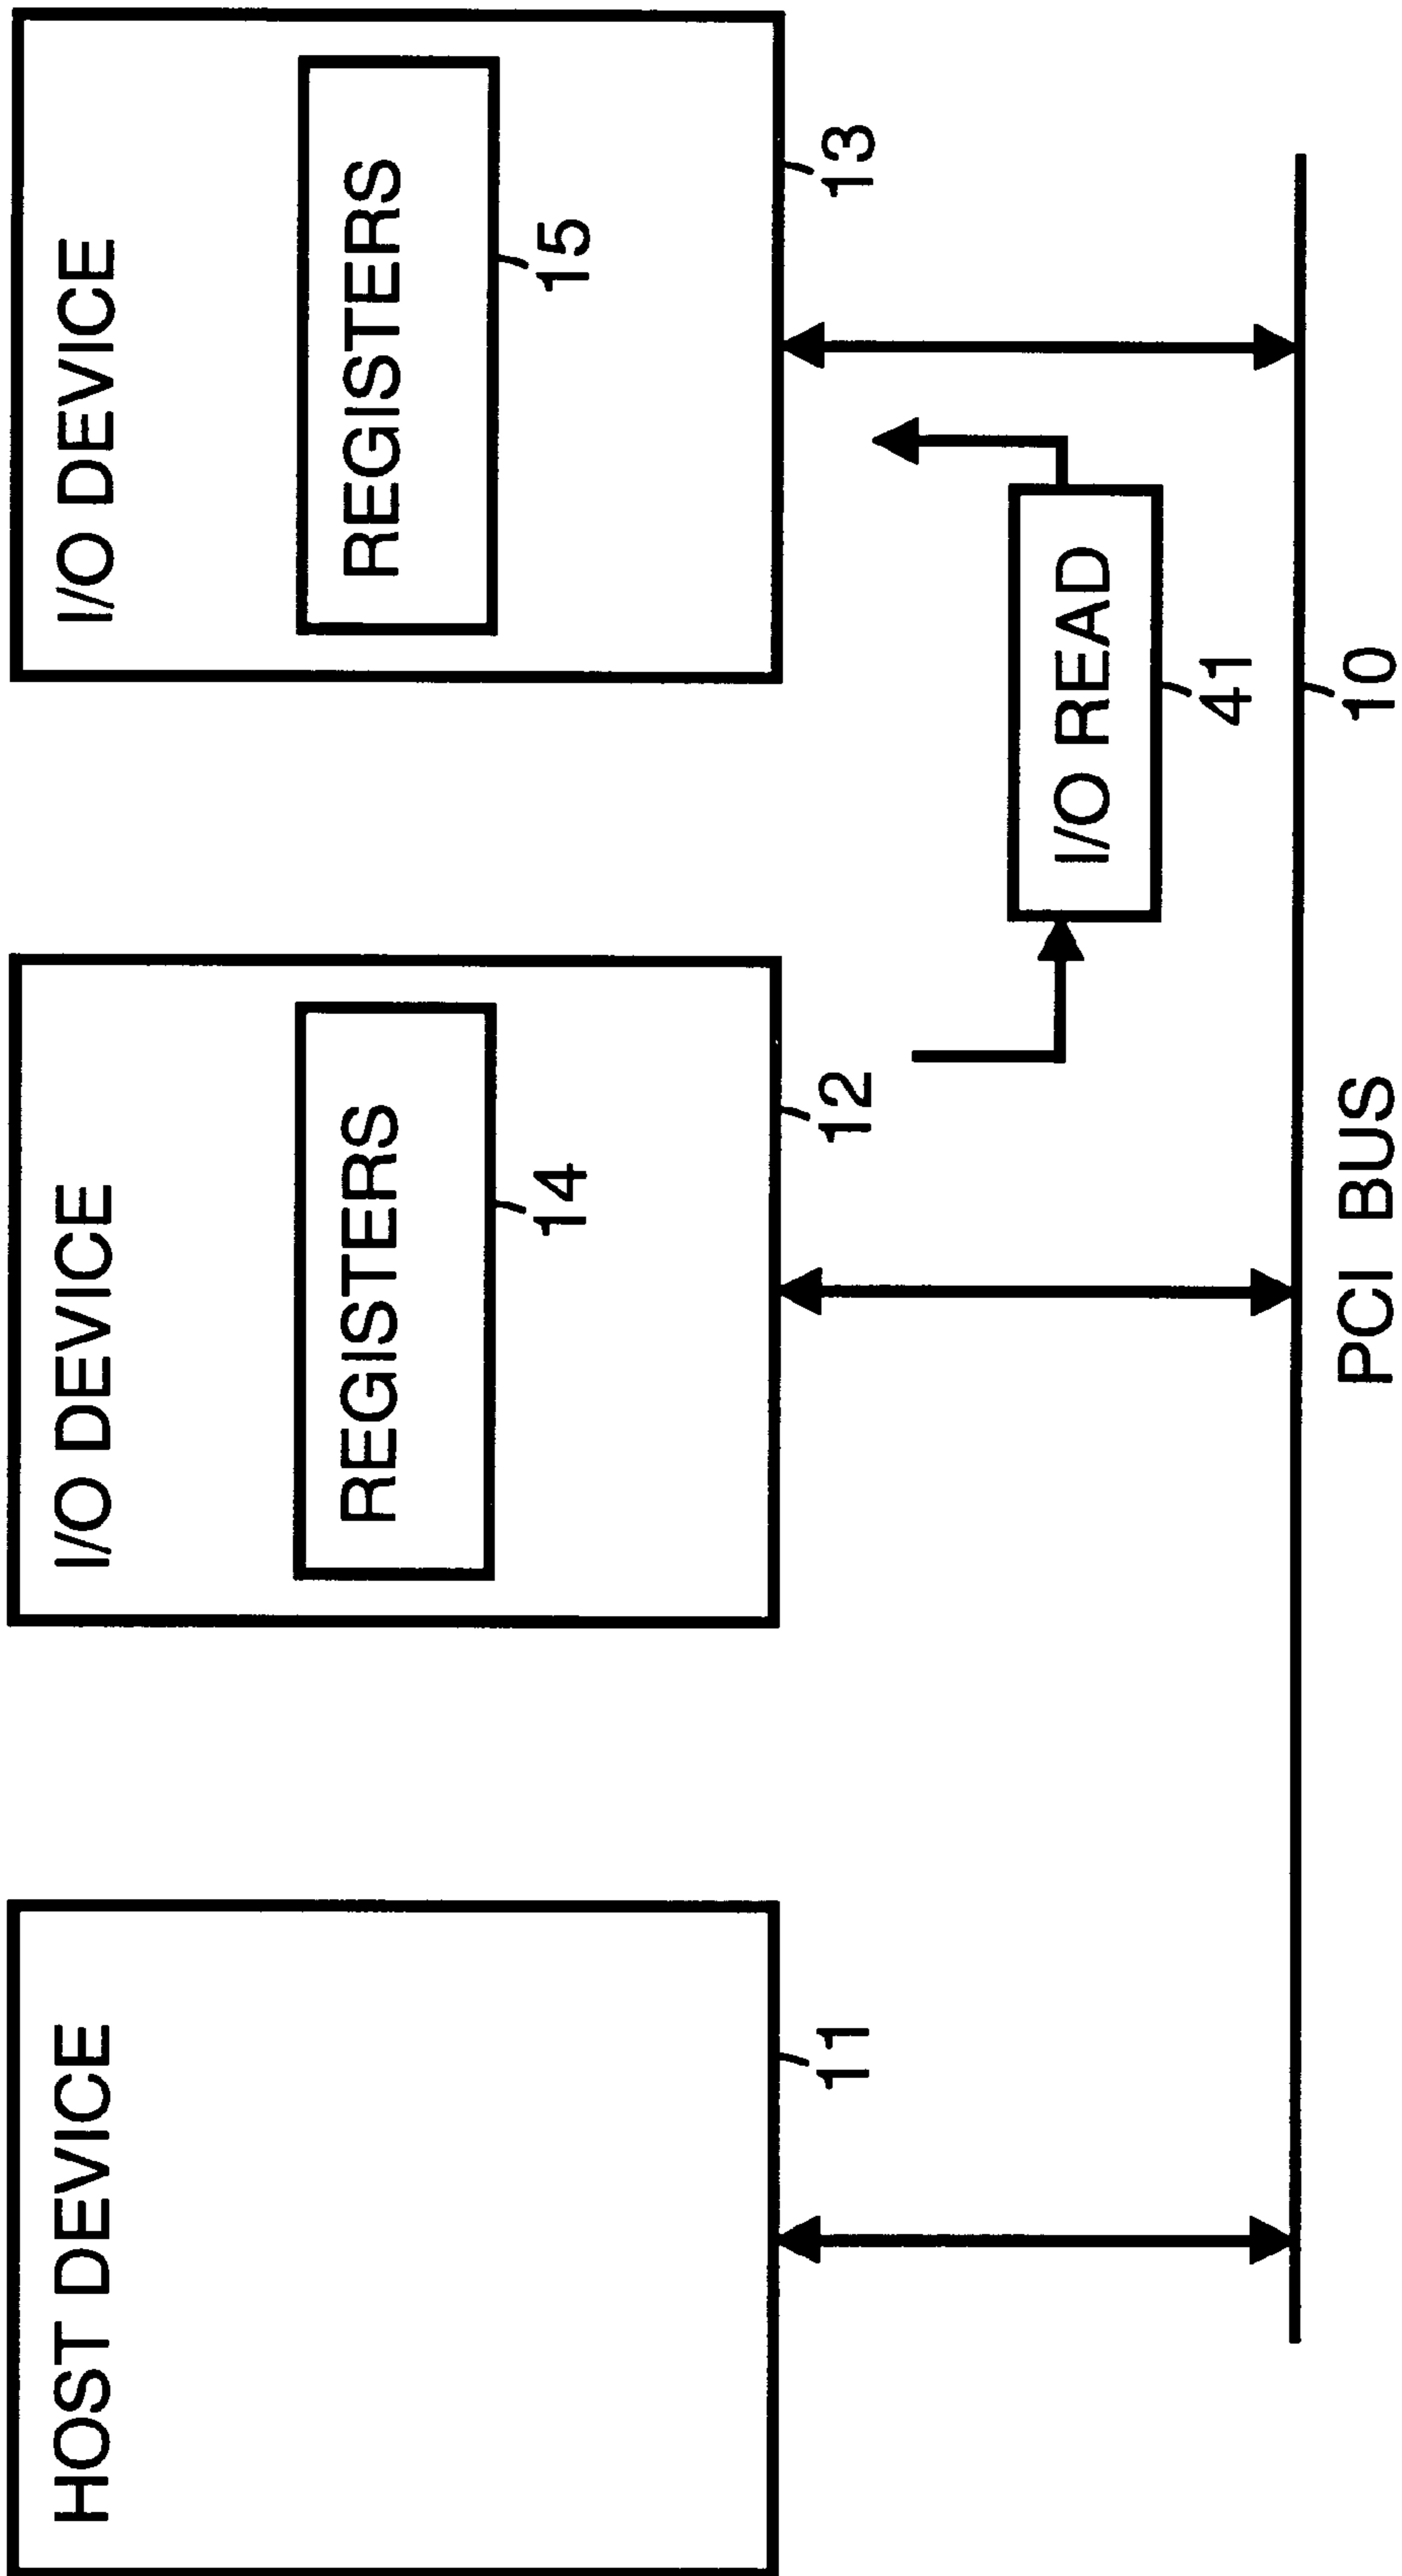 HOST DEVICE
11
I/O DEVICE
REGISTERS
14
12
I/O DEVICE
REGISTERS
15
13
I/O READ
41
10
PCI BUS